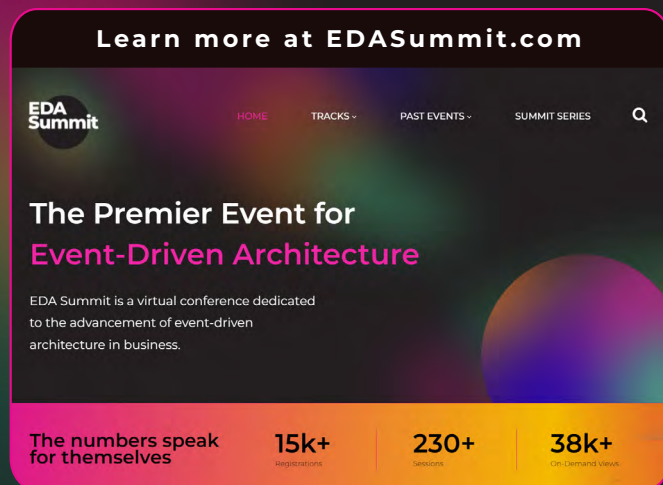 Learn more at EDASummit.com
EDA
Summit
HOME
TRACKS
PAST EVENTS
SUMMIT SERIES
The Premier Event for
Event-Driven Architecture
EDA Summit is a virtual conference dedicated
to the advancement of event-driven
architecture in business.
The numbers speak
for themselves
15k+
Registrations
230+
Sessions
38k+
On-Demand Views